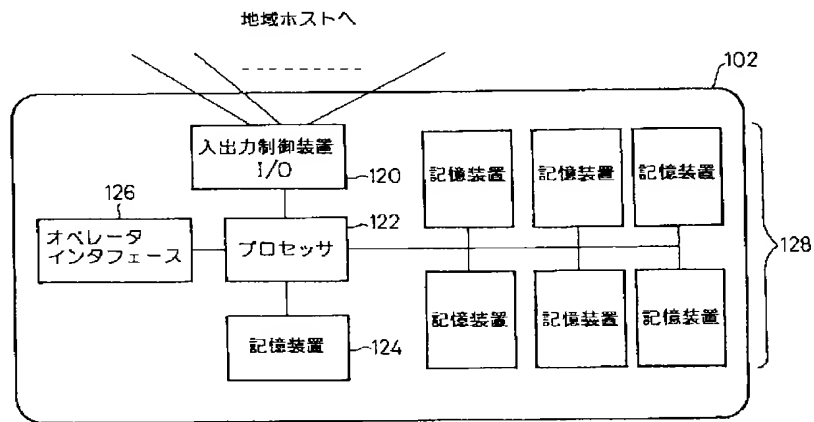 地域ホストへ
102
入出力制御装置
I/O
120
記憶装置
記憶装置
記憶装置
126
122
オペレータ
インタフェース
プロセッサ
128
記憶装置
124
記憶装置
記憶装置
記憶装置